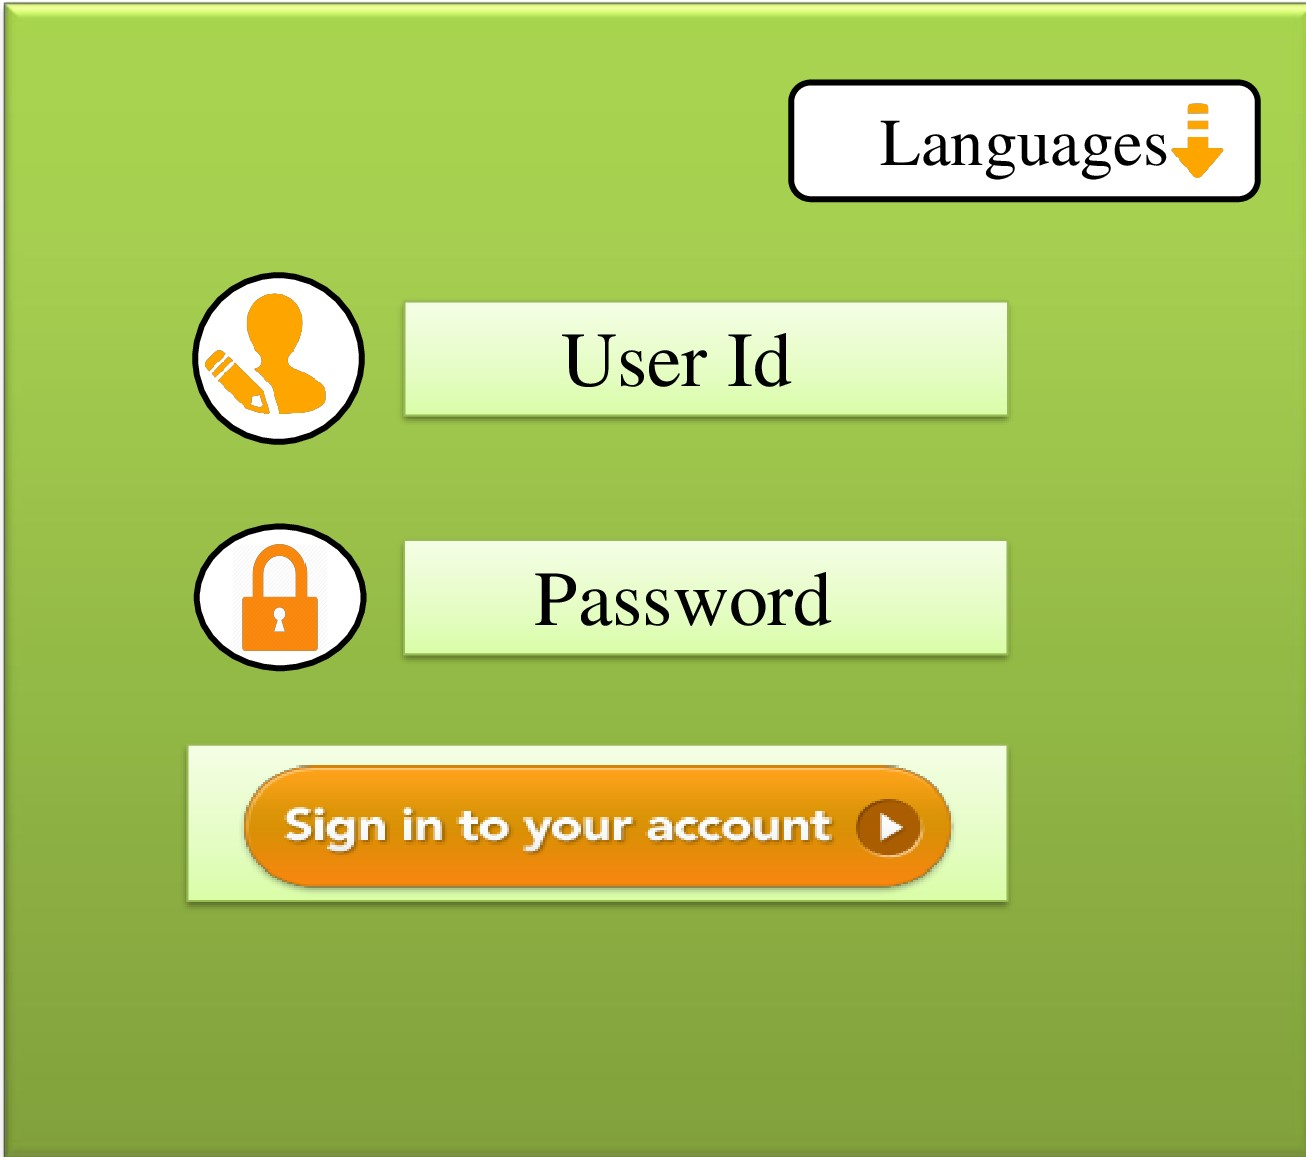 Languages
User Id
Password
Sign in to your account